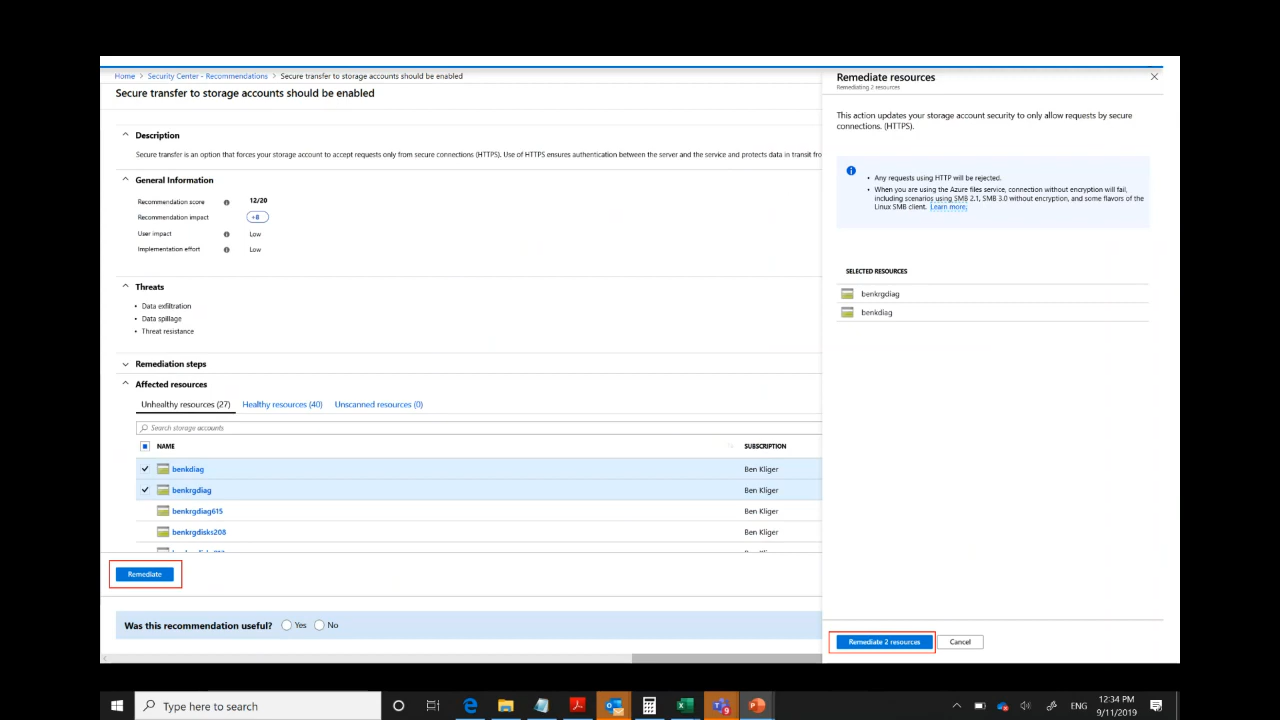 Home > Security Center - Recommendations > Secure transfer to storage accounts should be enabled
Secure transfer to storage accounts should be enabled
Description
Secure transfer is an option that forces your storage account to accept requests only from secure connections (HTTPS). Use of HTTPS ensures authentication between the server and the service and protects data in transit fro
General Information
Recommendation score 12/20
Recommendation impact +8
User impact Low
Implementation effort Low
Threats
• Data exfiltration
• Data spillage
• Threat resistance
Remediation steps
Affected resources
Unhealthy resources (27) Healthy resources (40) Unscanned resources (0)
Search storage accounts
NAME SUBSCRIPTION
benkdiag Ben Kliger
benkrgdiag Ben Kliger
benkrgdiag615 Ben Kliger
benkrgdisks208 Ben Kliger
Remediate
Was this recommendation useful? Yes No
Remediate resources
Remediating 2 resources
This action updates your storage account security to only allow requests by secure
connections. (HTTPS).
• Any requests using HTTP will be rejected.
• When you are using the Azure files service, connection without encryption will fail,
including scenarios using SMB 2.1, SMB 3.0 without encryption, and some flavors of the
Linux SMB client. Learn more.
SELECTED RESOURCES
benkrgdiag
benkdiag
Remediate 2 resources Cancel
Type here to search
ENG
12:34 PM
9/11/2019